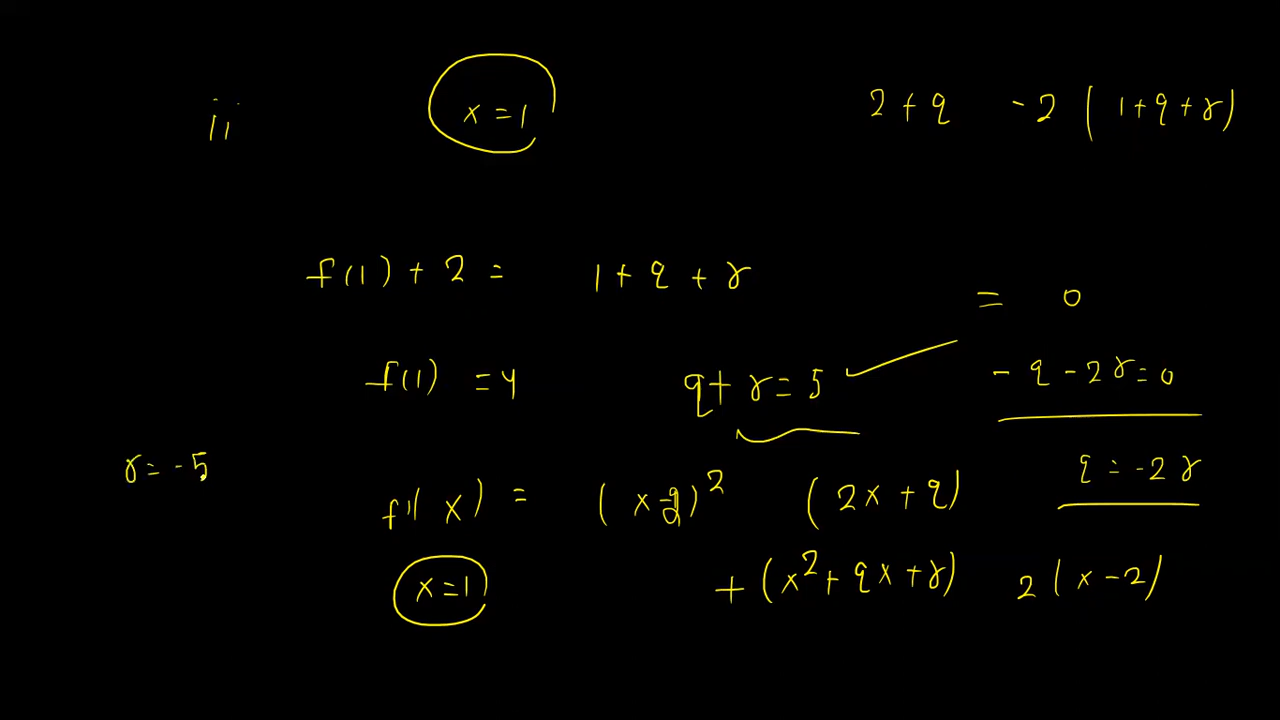 ii
x = 1
2 + q - 2 ( 1 + q + r )
f(1) + 2 = 1 + q + r
= 0
f(1) = 4
q + r = 5
- q - 2r = 0
r = - 5
q = - 2 r
f'( x ) = ( x - 2 )² ( 2x + q )
x = 1
+ ( x² + qx + r ) 2 ( x - 2 )